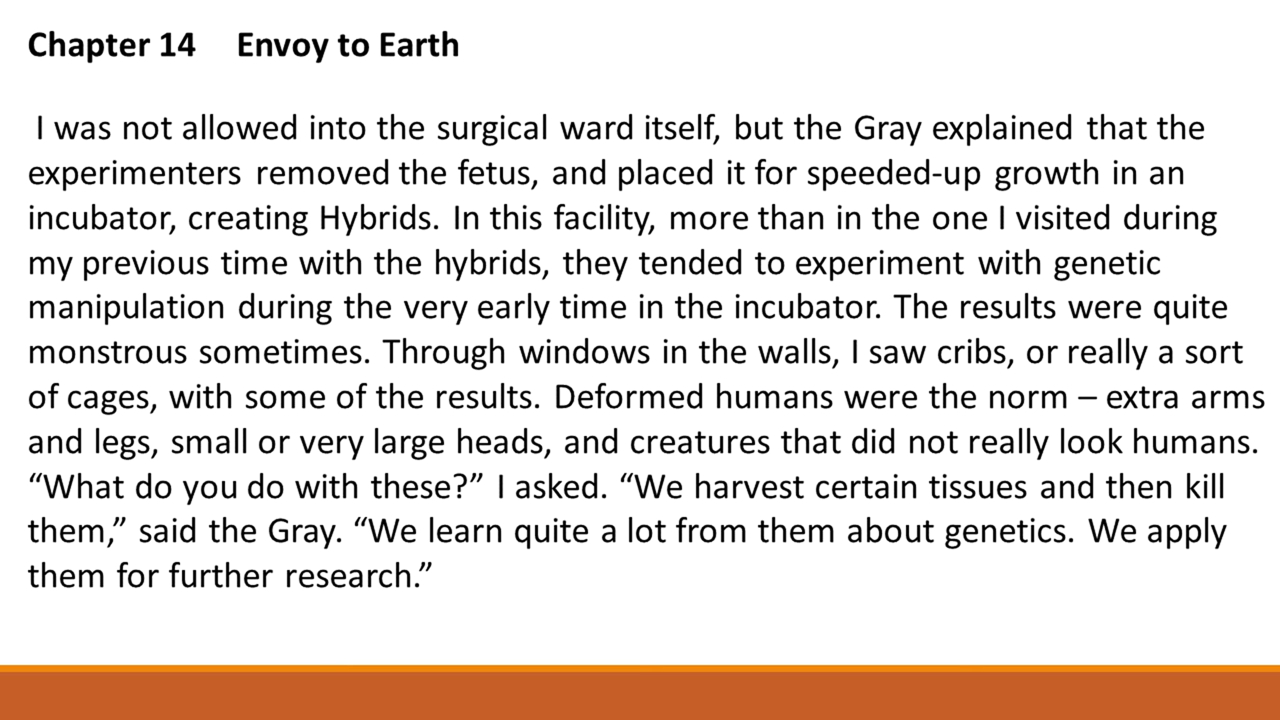 Chapter 14 Envoy to Earth
I was not allowed into the surgical ward itself, but the Gray explained that the
experimenters removed the fetus, and placed it for speeded-up growth in an
incubator, creating Hybrids. In this facility, more than in the one I visited during
my previous time with the hybrids, they tended to experiment with genetic
manipulation during the very early time in the incubator. The results were quite
monstrous sometimes. Through windows in the walls, I saw cribs, or really a sort
of cages, with some of the results. Deformed humans were the norm – extra arms
and legs, small or very large heads, and creatures that did not really look humans.
“What do you do with these?” I asked. “We harvest certain tissues and then kill
them,” said the Gray. “We learn quite a lot from them about genetics. We apply
them for further research.”